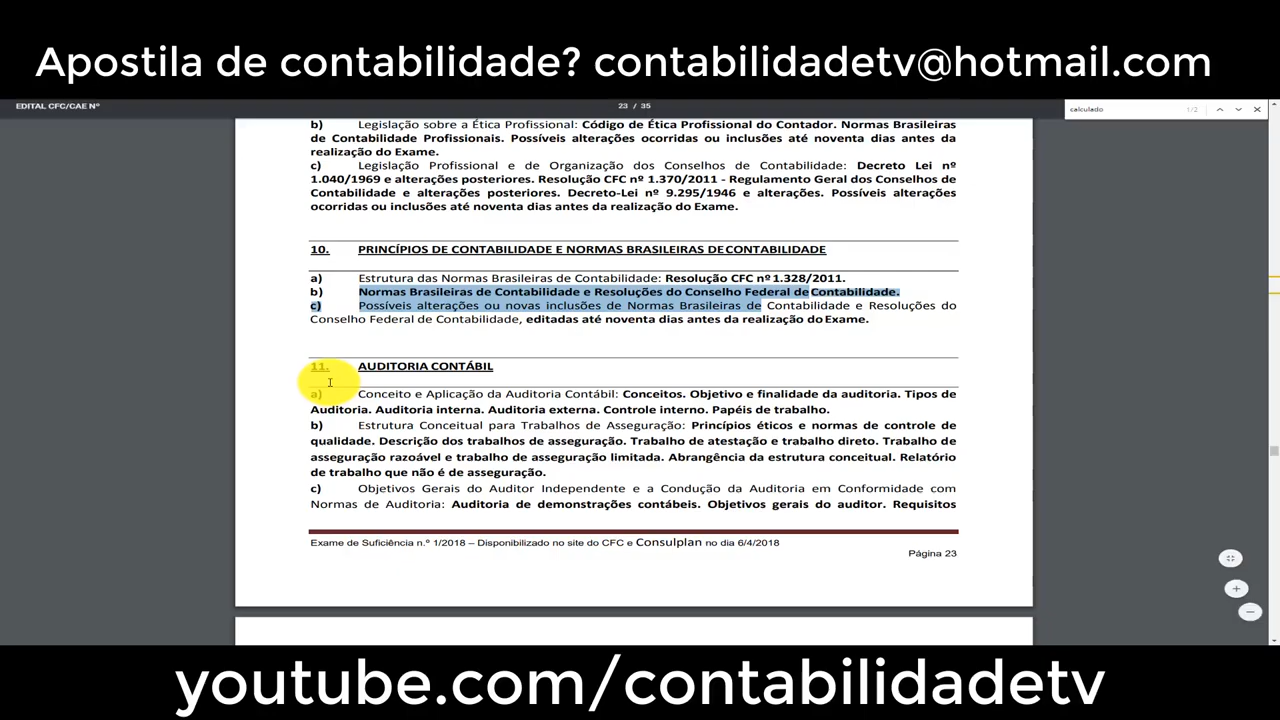 Apostila de contabilidade? contabilidadetv@hotmail.com
EDITAL CFC/CAE Nº
23 / 35
calculado
1/2
b) Legislação sobre a Ética Profissional: Código de Ética Profissional do Contador. Normas Brasileiras
de Contabilidade Profissionais. Possíveis alterações ocorridas ou inclusões até noventa dias antes da
realização do Exame.
c) Legislação Profissional e de Organização dos Conselhos de Contabilidade: Decreto Lei nº
1.040/1969 e alterações posteriores. Resolução CFC nº 1.370/2011 - Regulamento Geral dos Conselhos de
Contabilidade e alterações posteriores. Decreto-Lei nº 9.295/1946 e alterações. Possíveis alterações
ocorridas ou inclusões até noventa dias antes da realização do Exame.
10. PRINCÍPIOS DE CONTABILIDADE E NORMAS BRASILEIRAS DE CONTABILIDADE
a) Estrutura das Normas Brasileiras de Contabilidade: Resolução CFC nº 1.328/2011.
b) Normas Brasileiras de Contabilidade e Resoluções do Conselho Federal de Contabilidade.
c) Possíveis alterações ou novas inclusões de Normas Brasileiras de Contabilidade e Resoluções do
Conselho Federal de Contabilidade, editadas até noventa dias antes da realização do Exame.
11. AUDITORIA CONTÁBIL
a) Conceito e Aplicação da Auditoria Contábil: Conceitos. Objetivo e finalidade da auditoria. Tipos de
Auditoria. Auditoria interna. Auditoria externa. Controle interno. Papéis de trabalho.
b) Estrutura Conceitual para Trabalhos de Asseguração: Princípios éticos e normas de controle de
qualidade. Descrição dos trabalhos de asseguração. Trabalho de atestação e trabalho direto. Trabalho de
asseguração razoável e trabalho de asseguração limitada. Abrangência da estrutura conceitual. Relatório
de trabalho que não é de asseguração.
c) Objetivos Gerais do Auditor Independente e a Condução da Auditoria em Conformidade com
Normas de Auditoria: Auditoria de demonstrações contábeis. Objetivos gerais do auditor. Requisitos
Exame de Suficiência n.º 1/2018 – Disponibilizado no site do CFC e Consulplan no dia 6/4/2018
Página 23
youtube.com/contabilidadetv